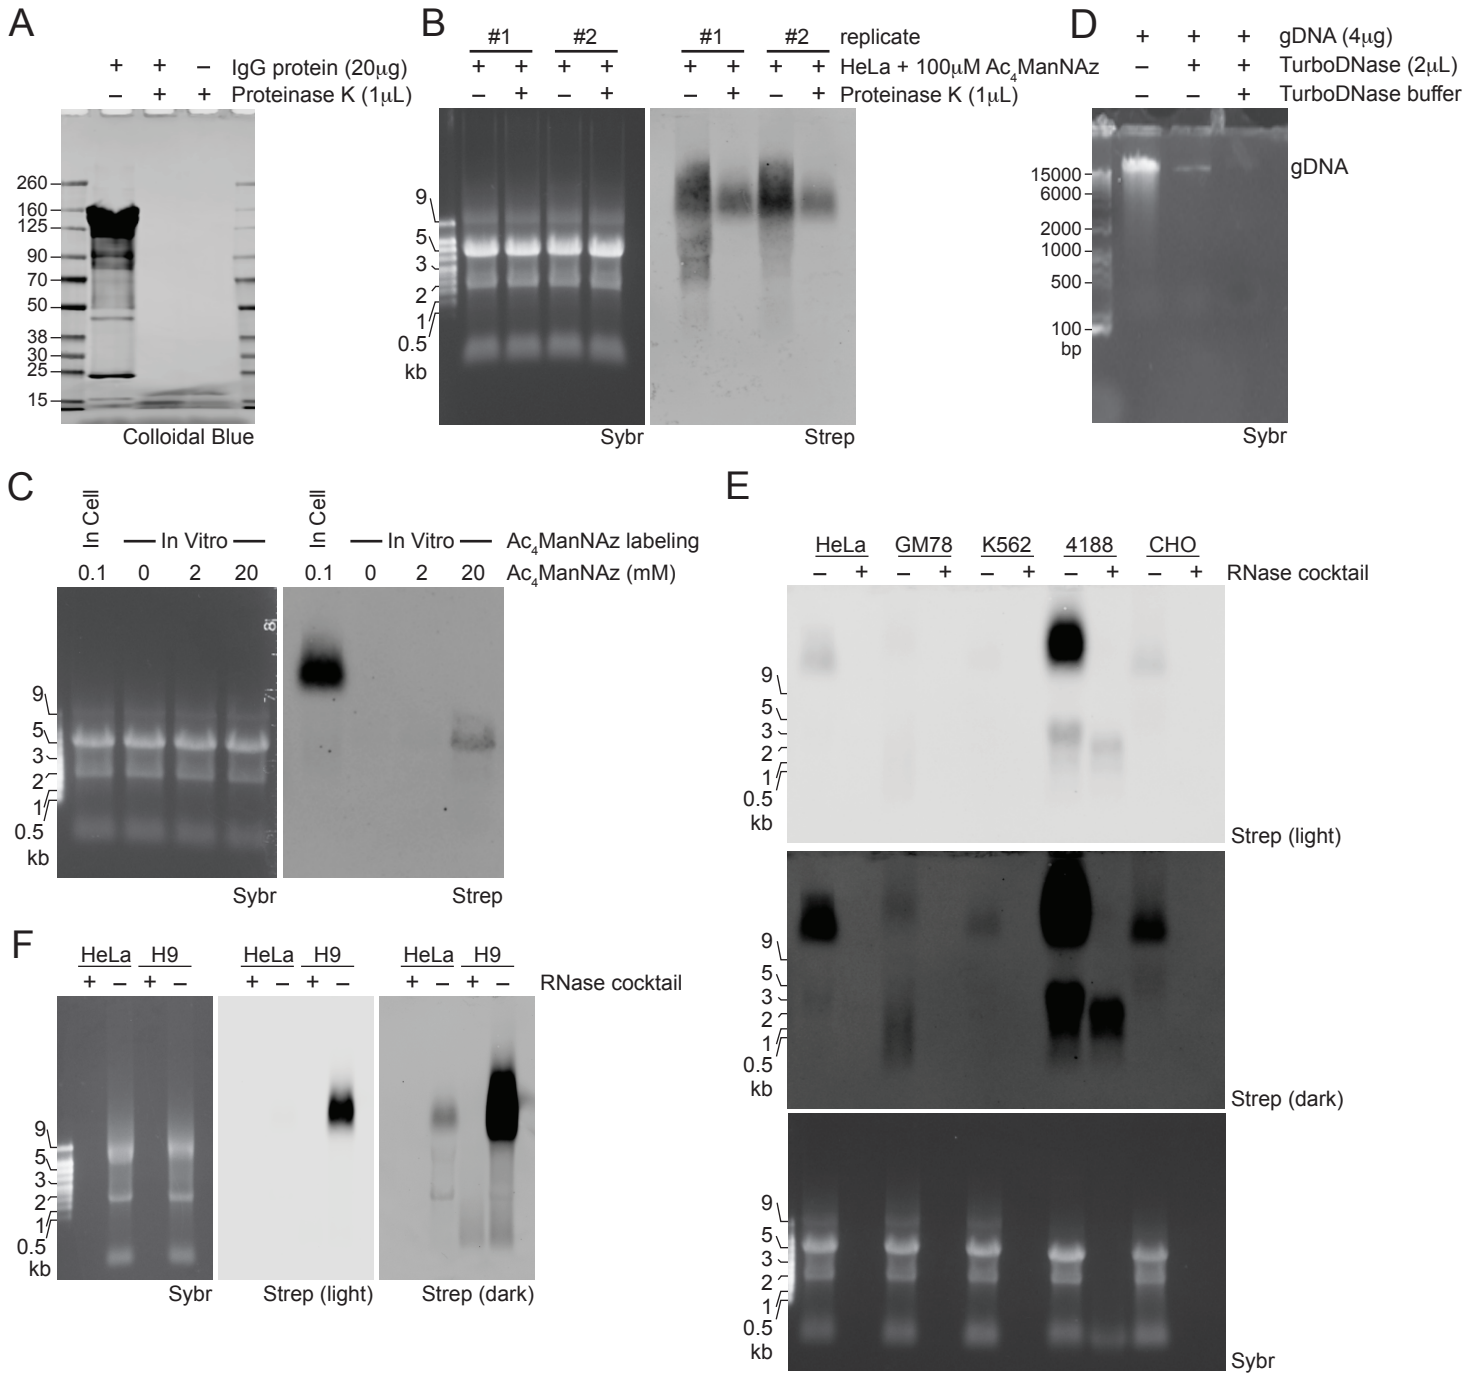 A
+ + – IgG protein (20µg)
– + + Proteinase K (1µL)
260
160
125
90
70
50
38
30
25
15
Colloidal Blue
B
#1 #2 #1 #2 replicate
+ + + + + + + + HeLa + 100µM Ac4ManNAz
– + – + – + – + Proteinase K (1µL)
9
5
3
2
1
0.5
kb
Sybr
Strep
D
+ + + gDNA (4µg)
– + + TurboDNase (2µL)
– – + TurboDNase buffer
gDNA
15000
6000
2000
1000
500
100
bp
Sybr
C
In Cell
In Vitro
In Cell
In Vitro
Ac4ManNAz labeling
0.1 0 2 20 0.1 0 2 20 Ac4ManNAz (mM)
9
5
3
2
1
0.5
kb
Sybr
Strep
E
HeLa GM78 K562 4188 CHO
– + – + – + – + – + RNase cocktail
9
5
3
2
1
0.5
kb
Strep (light)
9
5
3
2
1
0.5
kb
Strep (dark)
9
5
3
2
1
0.5
kb
Sybr
F
HeLa H9 HeLa H9 HeLa H9
+ – + – + – + – + – + – RNase cocktail
9
5
3
2
1
0.5
kb
Sybr
Strep (light)
Strep (dark)